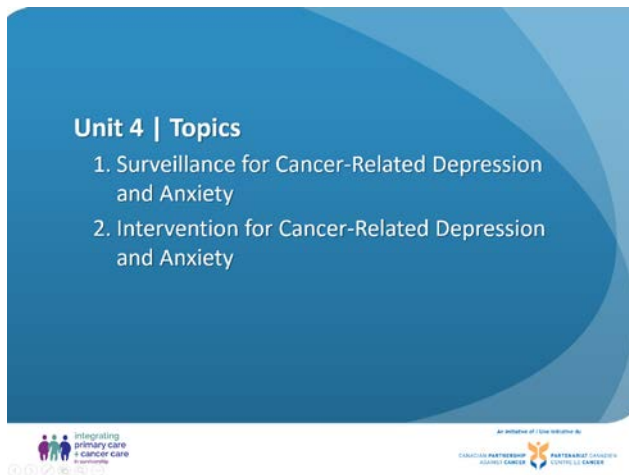 Unit 4 | Topics
1. Surveillance for Cancer-Related Depression
and Anxiety
2. Intervention for Cancer-Related Depression
and Anxiety
integrating
primary care
+ cancer care
in survivorship
An initiative of / Une initiative du
CANADIAN PARTNERSHIP
AGAINST CANCER
PARTENARIAT CANADIEN
CONTRE LE CANCER